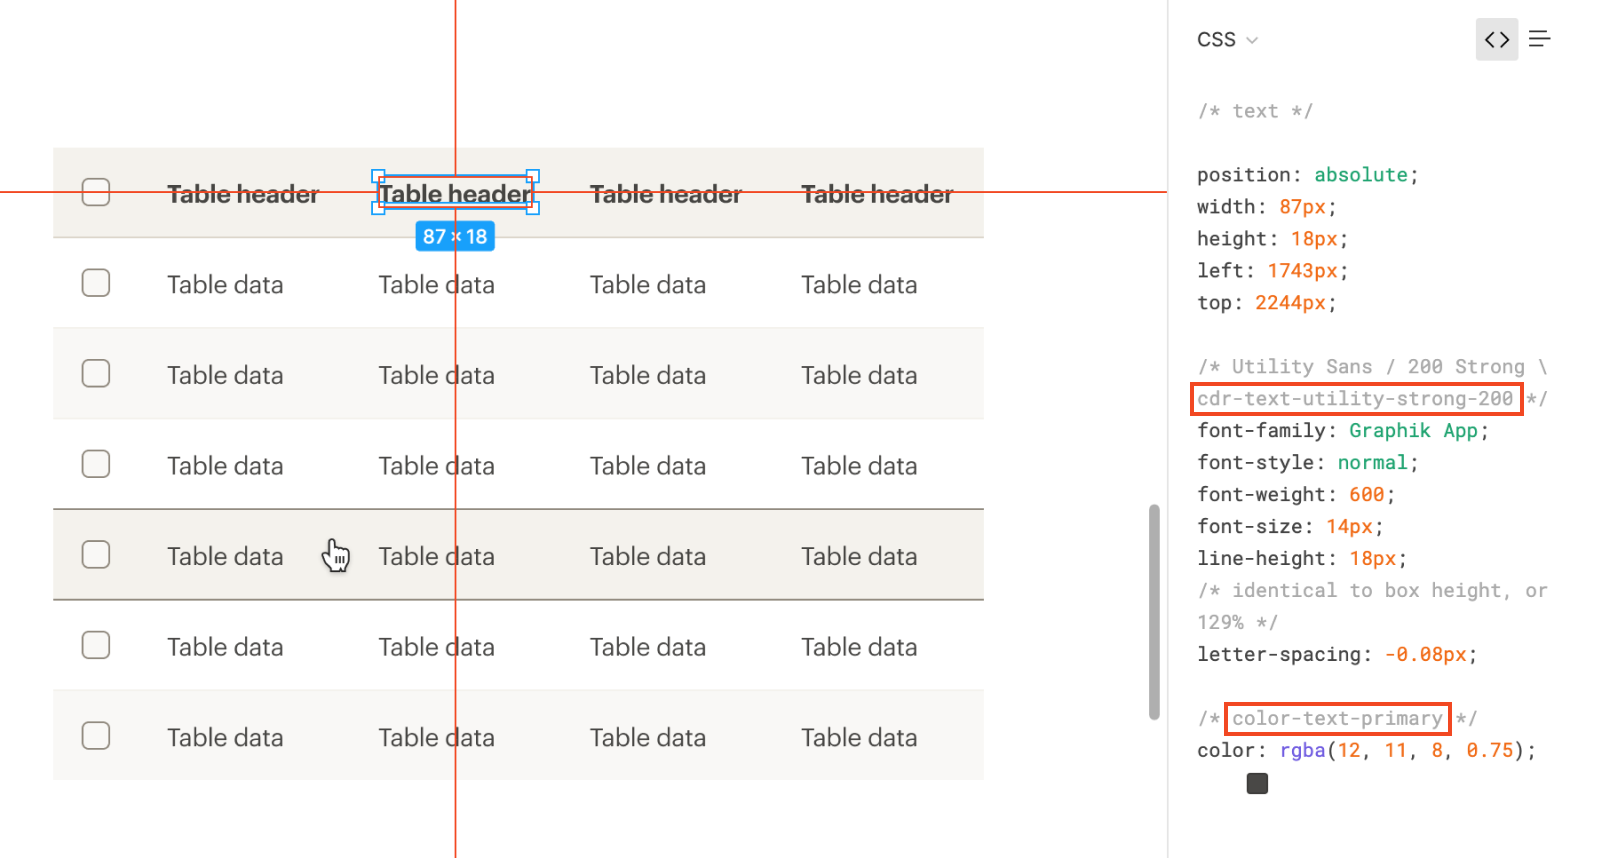 Table header Table header Table header Table header
87 × 18
Table data Table data Table data Table data
Table data Table data Table data Table data
Table data Table data Table data Table data
Table data Table data Table data Table data
Table data Table data Table data Table data
Table data Table data Table data Table data
CSS
/* text */
position: absolute;
width: 87px;
height: 18px;
left: 1743px;
top: 2244px;
/* Utility Sans / 200 Strong \
cdr-text-utility-strong-200 */
font-family: Graphik App;
font-style: normal;
font-weight: 600;
font-size: 14px;
line-height: 18px;
/* identical to box height, or
129% */
letter-spacing: -0.08px;
/* color-text-primary */
color: rgba(12, 11, 8, 0.75);